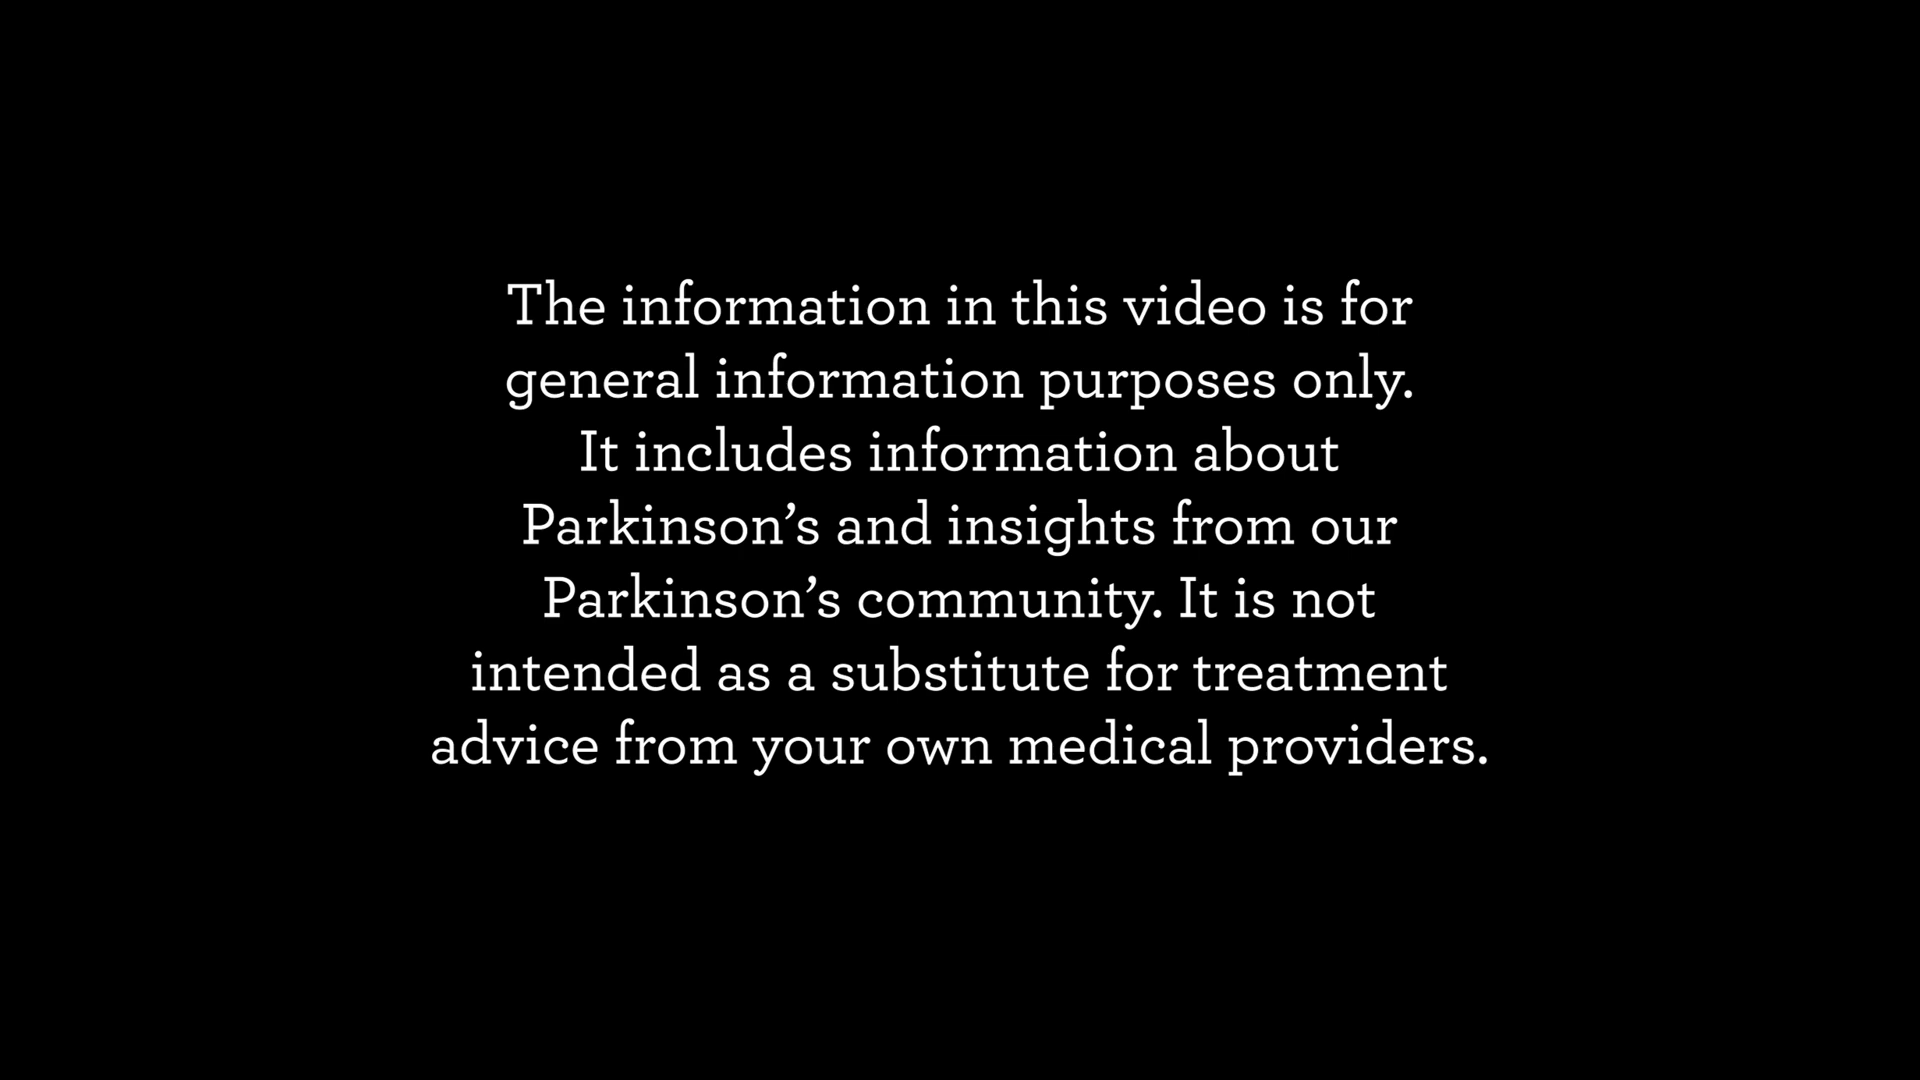 The information in this video is for
general information purposes only.
It includes information about
Parkinson’s and insights from our
Parkinson’s community. It is not
intended as a substitute for treatment
advice from your own medical providers.